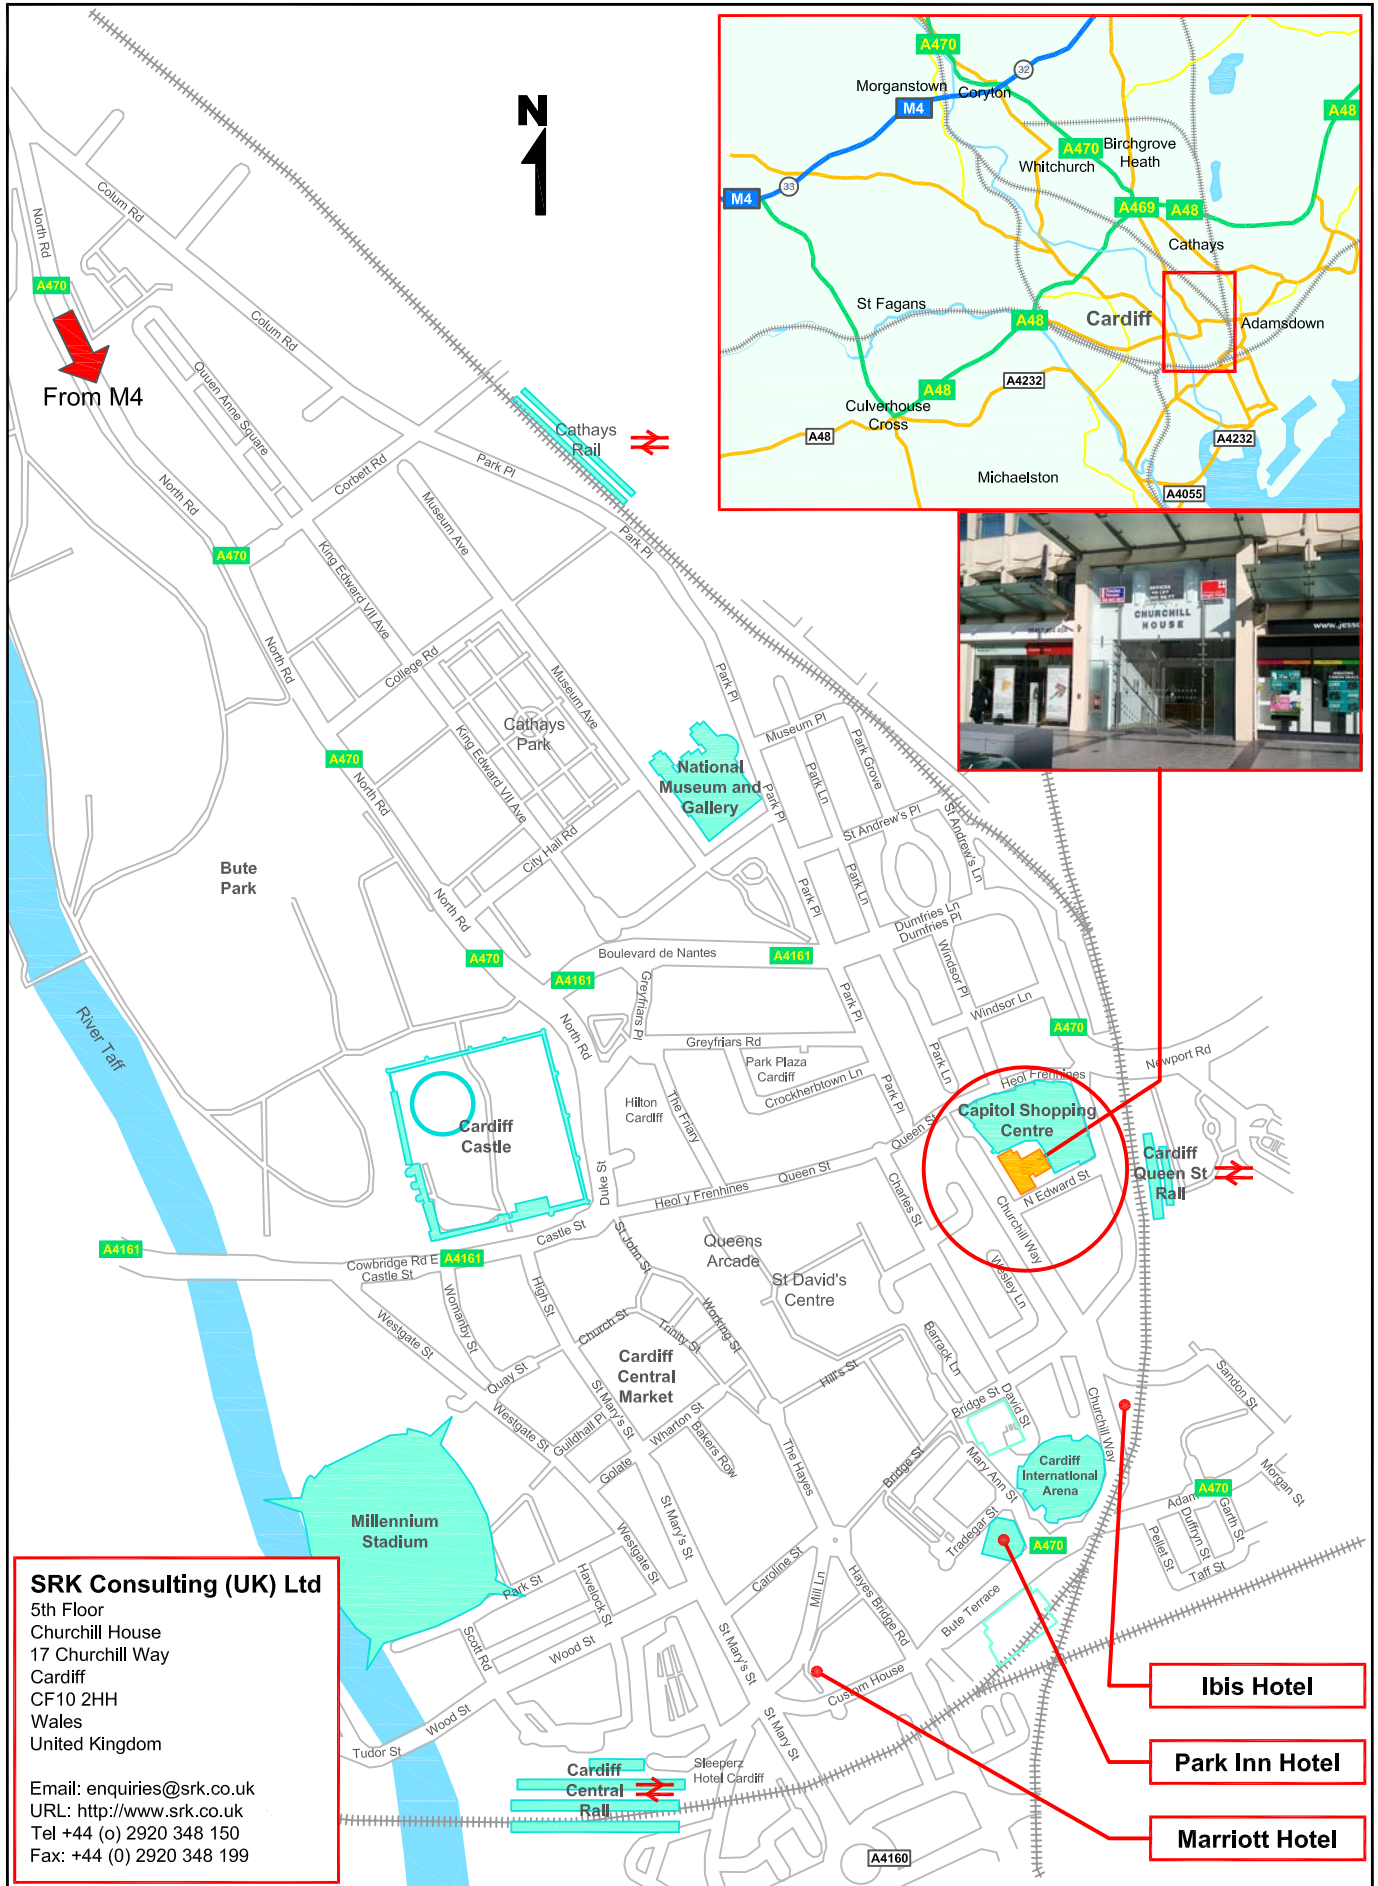 N
A470
M4
Morganstown
Coryton
32
A48
A470
Birchgrove
Heath
Whitchurch
M4
33
A469
A48
Cathays
St Fagans
A48
Cardiff
Adamsdown
A48
A4232
Culverhouse
Cross
A48
A4232
Michaelston
A4055
North Rd
Colum Rd
A470
From M4
Colum Rd
Quuen Anne Square
Cathays
Rail
Corbett Rd
Park Pl
North Rd
Museum Ave
Park Pl
A470
King Edward VII Ave
CHURCHILL
HOUSE
North Rd
College Rd
Museum Ave
Park Pl
Cathays
Park
King Edward VII Ave
A470
North Rd
National
Museum and
Gallery
Museum Pl
Park Grove
Park Ln
Park Pl
St Andrew's Pl
St Andrew's Ln
City Hall Rd
Bute
Park
North Rd
Park Pl
Park Ln
Dumfries Ln
Dumfries Pl
A470
A4161
Boulevard de Nantes
A4161
Windsor Pl
Greyfriars Pl
Park Pl
Windsor Ln
A470
River Taff
North Rd
Greyfriars Rd
Park Plaza
Cardiff
Crockherbtown Ln
Park Ln
Newport Rd
Heol Frenhines
Park Pl
Hilton
Cardiff
The Friary
Cardiff
Castle
Capitol Shopping
Centre
Queen St
Cardiff
Queen St
Rail
Queen St
Heol y Frenhines
Duke St
Charles St
N Edward St
Churchill Way
Castle St
St John St
Queens
Arcade
A4161
Cowbridge Rd E
A4161
Castle St
St David's
Centre
Wesley Ln
High St
Womanby St
Westgate St
Church St
Trinity St
Working St
Barrack Ln
Cardiff
Central
Market
Hill's St
Quay St
St Mary's St
Bridge St
David St
Churchill Way
Sandon St
Westgate St
Guildhall Pl
Wharton St
Bakers Row
The Hayes
Golate
Bridge St
Mary Ann St
Cardiff
International
Arena
Morgan St
A470
Adam
Garth St
Duffryn St
Pellet St
Taff St
Millennium
Stadium
St Mary's St
Westgate St
Tradegar St
A470
Caroline St
Mill Ln
Hayes Bridge Rd
Bute Terrace
Park St
Havelock St
Scott Rd
Wood St
St Mary's St
Custom House
Wood St
Tudor St
St Mary St
Cardiff
Central
Rail
Sleeperz
Hotel Cardiff
A4160
Ibis Hotel
Park Inn Hotel
Marriott Hotel
SRK Consulting (UK) Ltd
5th Floor
Churchill House
17 Churchill Way
Cardiff
CF10 2HH
Wales
United Kingdom
Email: enquiries@srk.co.uk
URL: http://www.srk.co.uk
Tel +44 (o) 2920 348 150
Fax: +44 (0) 2920 348 199